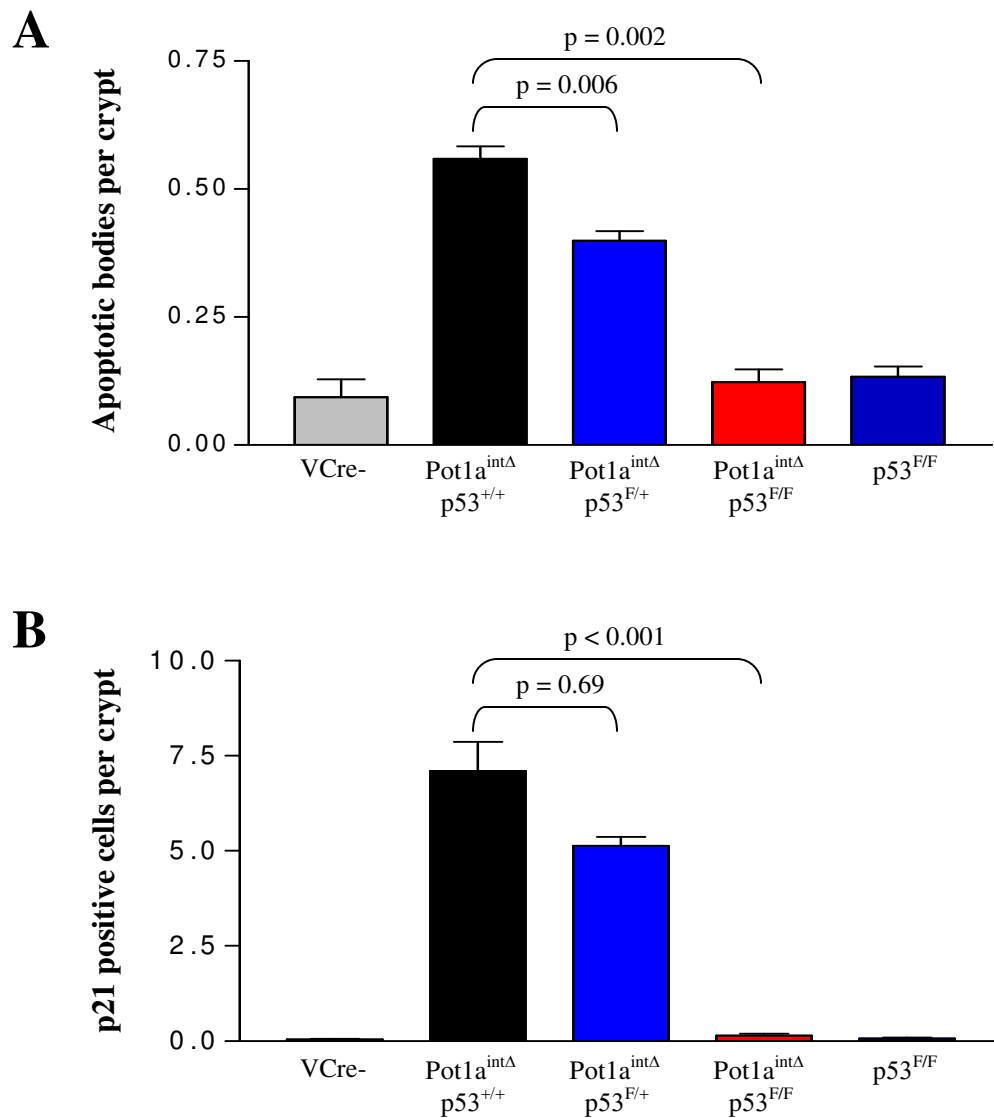 A
Apoptotic bodies per crypt
0.75
0.50
0.25
0.00
p = 0.002
p = 0.006
VCre-
Pot1a^intΔ
p53^+/+
Pot1a^intΔ
p53^F/+
Pot1a^intΔ
p53^F/F
p53^F/F
B
p21 positive cells per crypt
10.0
7.5
5.0
2.5
0.0
p < 0.001
p = 0.69
VCre-
Pot1a^intΔ
p53^+/+
Pot1a^intΔ
p53^F/+
Pot1a^intΔ
p53^F/F
p53^F/F